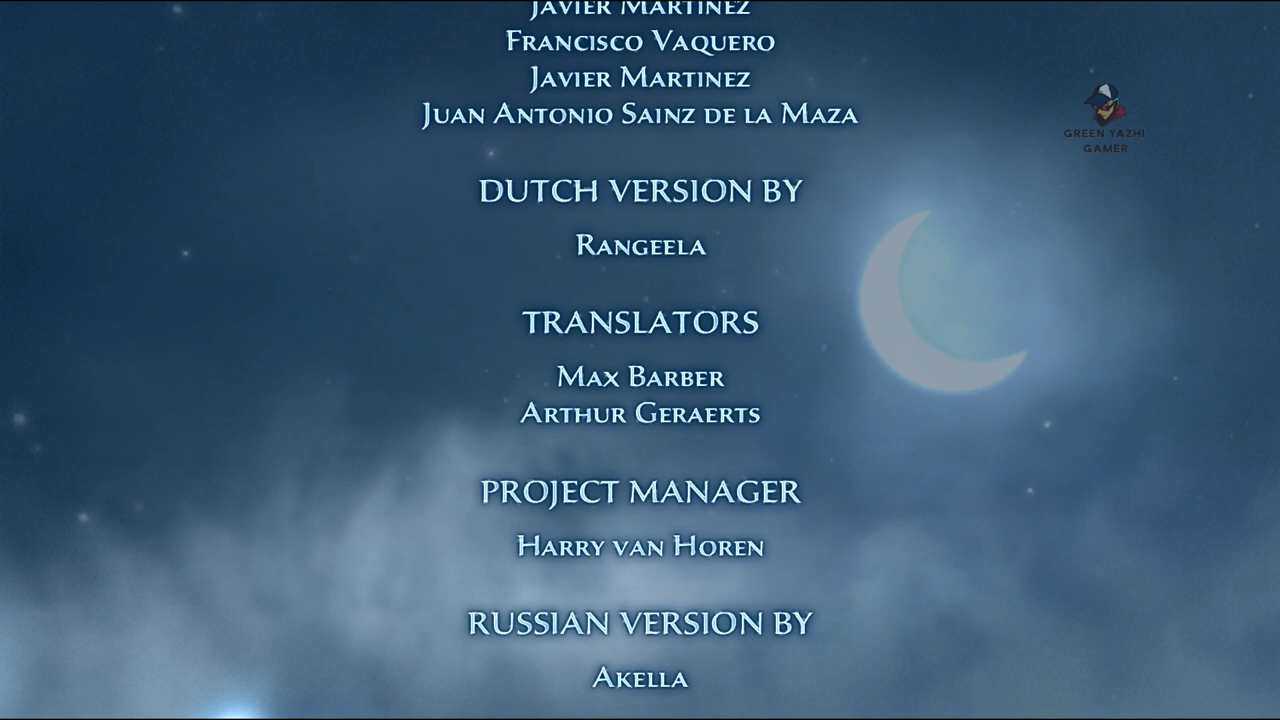 Javier Martinez
Francisco Vaquero
Javier Martinez
Juan Antonio Sainz de la Maza
DUTCH VERSION BY
Rangeela
TRANSLATORS
Max Barber
Arthur Geraerts
PROJECT MANAGER
Harry van Horen
RUSSIAN VERSION BY
Akella
GREEN YAZHI
GAMER